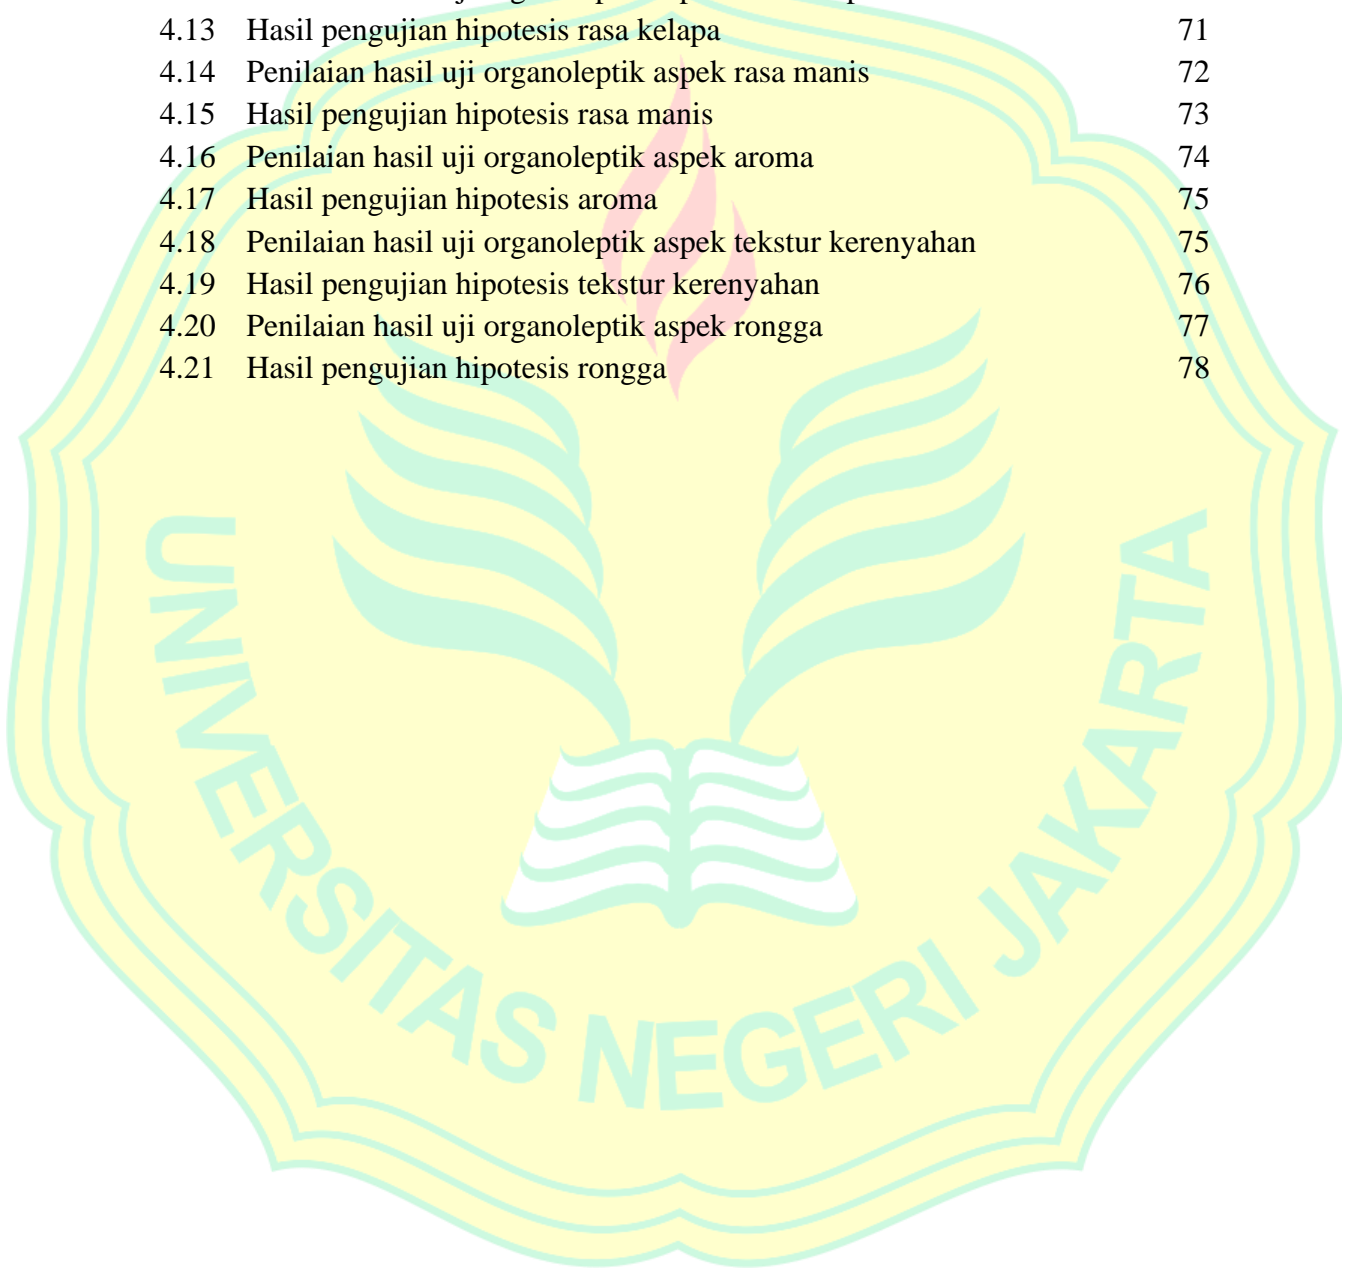 4.13 Hasil pengujian hipotesis rasa kelapa 71
4.14 Penilaian hasil uji organoleptik aspek rasa manis 72
4.15 Hasil pengujian hipotesis rasa manis 73
4.16 Penilaian hasil uji organoleptik aspek aroma 74
4.17 Hasil pengujian hipotesis aroma 75
4.18 Penilaian hasil uji organoleptik aspek tekstur kerenyahan 75
4.19 Hasil pengujian hipotesis tekstur kerenyahan 76
4.20 Penilaian hasil uji organoleptik aspek rongga 77
4.21 Hasil pengujian hipotesis rongga 78
UNIVERSITAS NEGERI JAKARTA